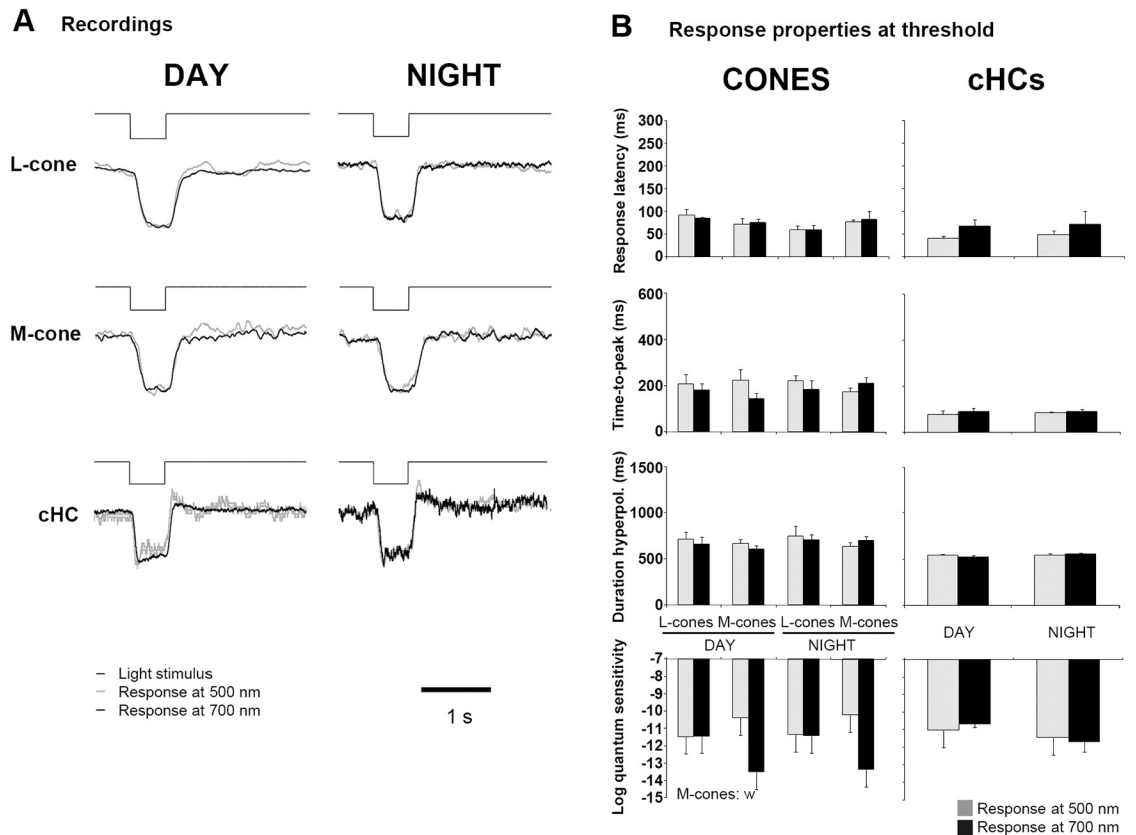 A Recordings
DAY NIGHT
L-cone
M-cone
cHC
Light stimulus
Response at 500 nm
Response at 700 nm
1 s
B Response properties at threshold
CONES cHCs
Response latency (ms)
300
250
200
150
100
50
0
Time-to-peak (ms)
600
400
200
0
Duration hyperpol. (ms)
1500
1000
500
0
L-cones M-cones L-cones M-cones
DAY NIGHT DAY NIGHT
Log quantum sensitivity
-7
-8
-9
-10
-11
-12
-13
-14
-15
M-cones: w
Response at 500 nm
Response at 700 nm